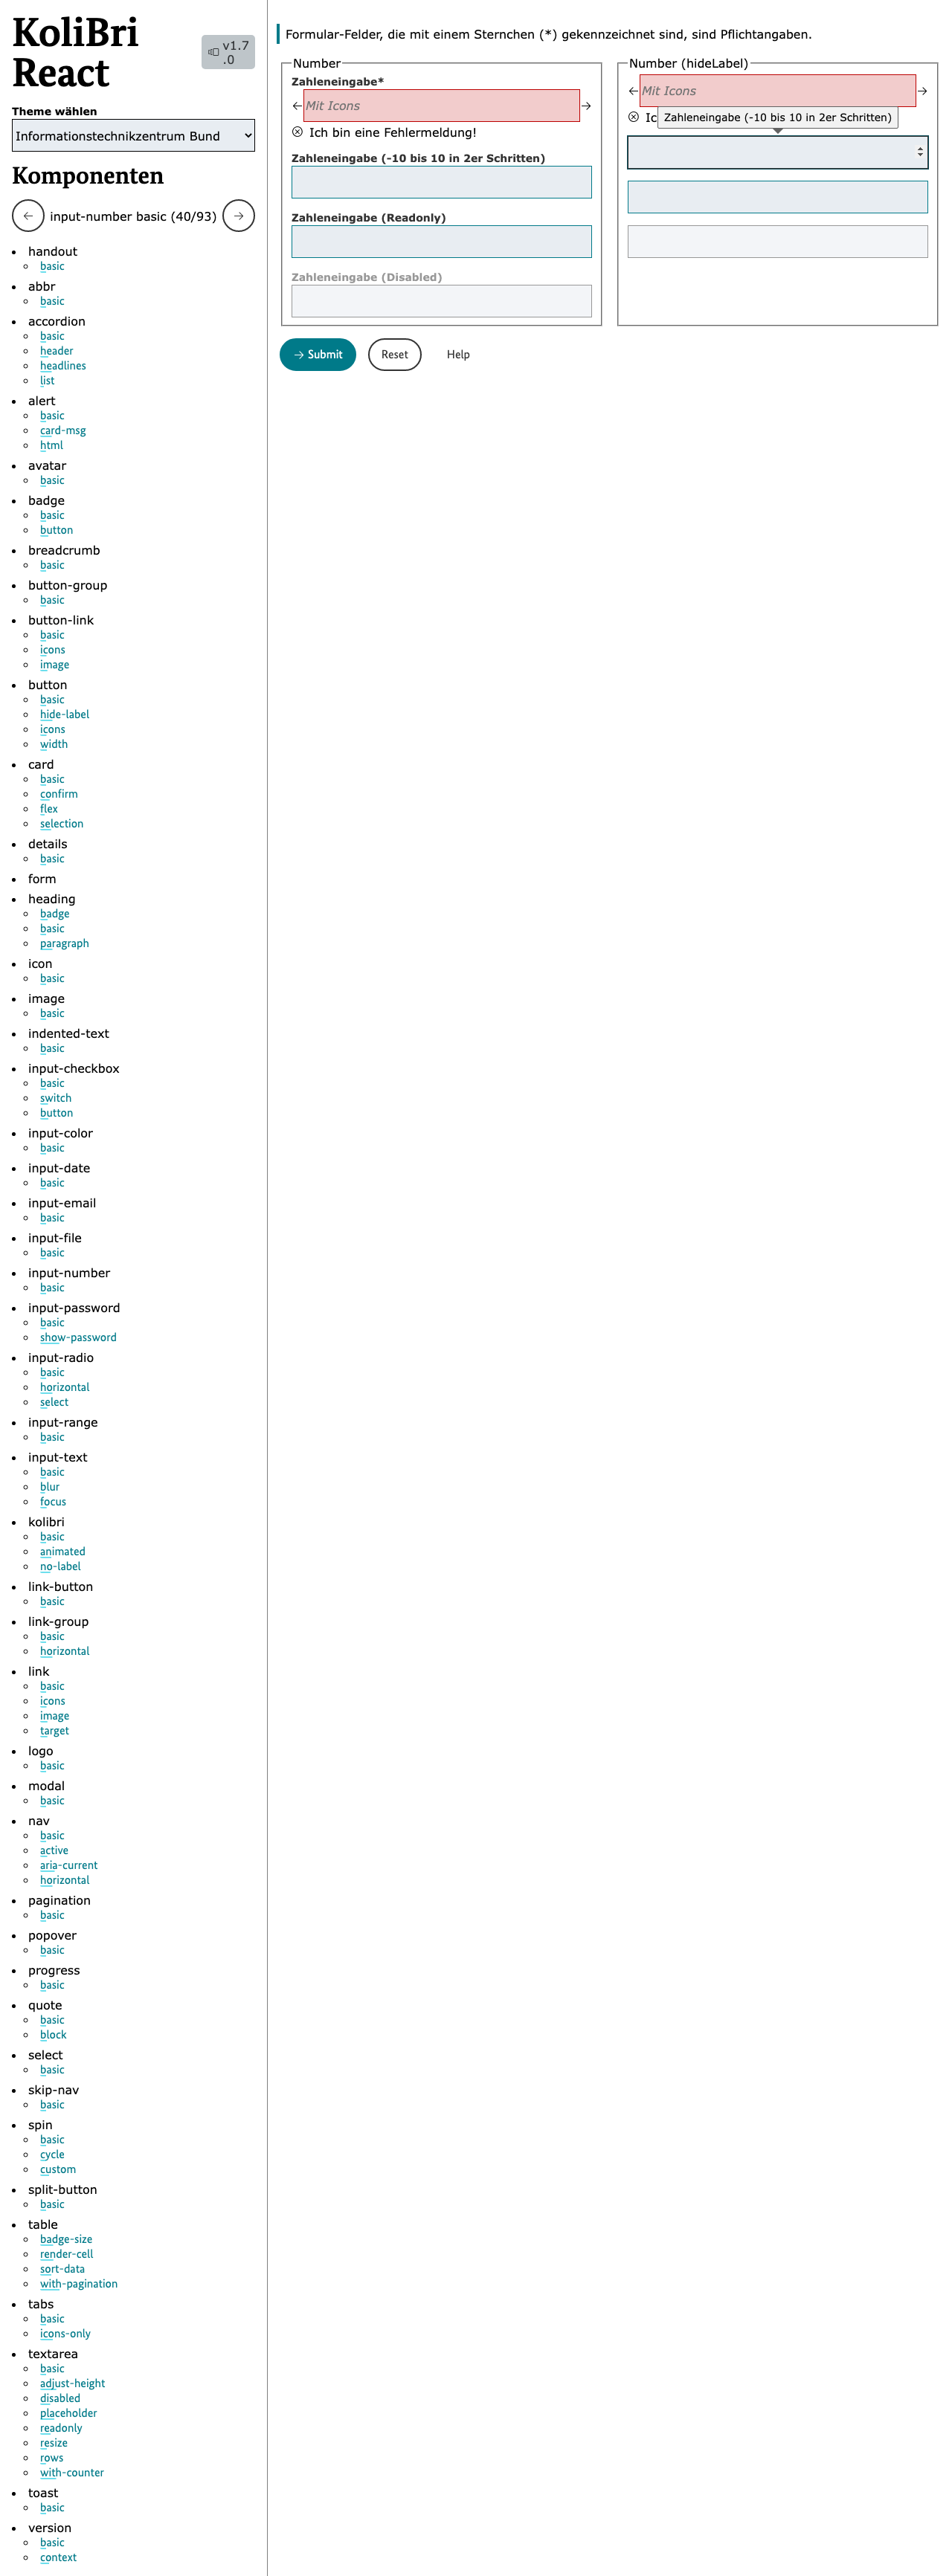 KoliBri
React
v1.7
.0
Theme wählen
Informationstechnikzentrum Bund
Komponenten
input-number basic (40/93)
handout
basic
abbr
basic
accordion
basic
header
headlines
list
alert
basic
card-msg
html
avatar
basic
badge
basic
button
breadcrumb
basic
button-group
basic
button-link
basic
icons
image
button
basic
hide-label
icons
width
card
basic
confirm
flex
selection
details
basic
form
heading
badge
basic
paragraph
icon
basic
image
basic
indented-text
basic
input-checkbox
basic
switch
button
input-color
basic
input-date
basic
input-email
basic
input-file
basic
input-number
basic
input-password
basic
show-password
input-radio
basic
horizontal
select
input-range
basic
input-text
basic
blur
focus
kolibri
basic
animated
no-label
link-button
basic
link-group
basic
horizontal
link
basic
icons
image
target
logo
basic
modal
basic
nav
basic
active
aria-current
horizontal
pagination
basic
popover
basic
progress
basic
quote
basic
block
select
basic
skip-nav
basic
spin
basic
cycle
custom
split-button
basic
table
badge-size
render-cell
sort-data
with-pagination
tabs
basic
icons-only
textarea
basic
adjust-height
disabled
placeholder
readonly
resize
rows
with-counter
toast
basic
version
basic
context
Formular-Felder, die mit einem Sternchen (*) gekennzeichnet sind, sind Pflichtangaben.
Number
Zahleneingabe*
Mit Icons
Ich bin eine Fehlermeldung!
Zahleneingabe (-10 bis 10 in 2er Schritten)
Zahleneingabe (Readonly)
Zahleneingabe (Disabled)
Number (hideLabel)
Mit Icons
Zahleneingabe (-10 bis 10 in 2er Schritten)
Submit
Reset
Help